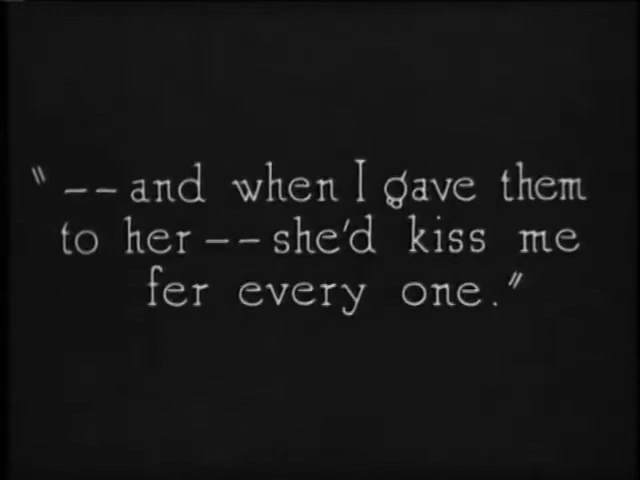 "--and when I gave them
to her--she'd kiss me
fer every one."